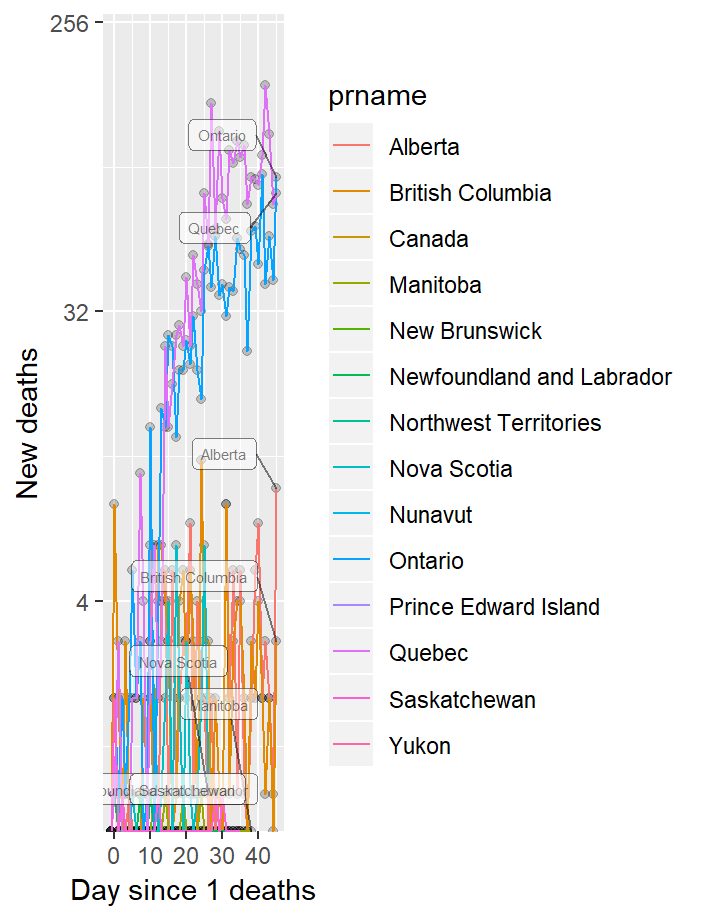 256
32
4
New deaths
Ontario
Quebec
Alberta
British Columbia
Nova Scotia
Manitoba
Saskatchewan
0 10 20 30 40
Day since 1 deaths
prname
Alberta
British Columbia
Canada
Manitoba
New Brunswick
Newfoundland and Labrador
Northwest Territories
Nova Scotia
Nunavut
Ontario
Prince Edward Island
Quebec
Saskatchewan
Yukon